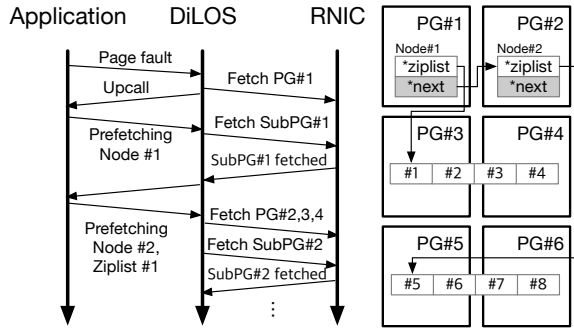 Application DiLOS RNIC
Page fault
Upcall
Fetch PG#1
Prefetching
Node #1
Fetch SubPG#1
SubPG#1 fetched
Prefetching
Node #2,
Ziplist #1
Fetch PG#2,3,4
Fetch SubPG#2
SubPG#2 fetched
...
PG#1 PG#2
Node#1 Node#2
*ziplist *ziplist
*next *next
PG#3 PG#4
#1 #2 #3 #4
PG#5 PG#6
#5 #6 #7 #8